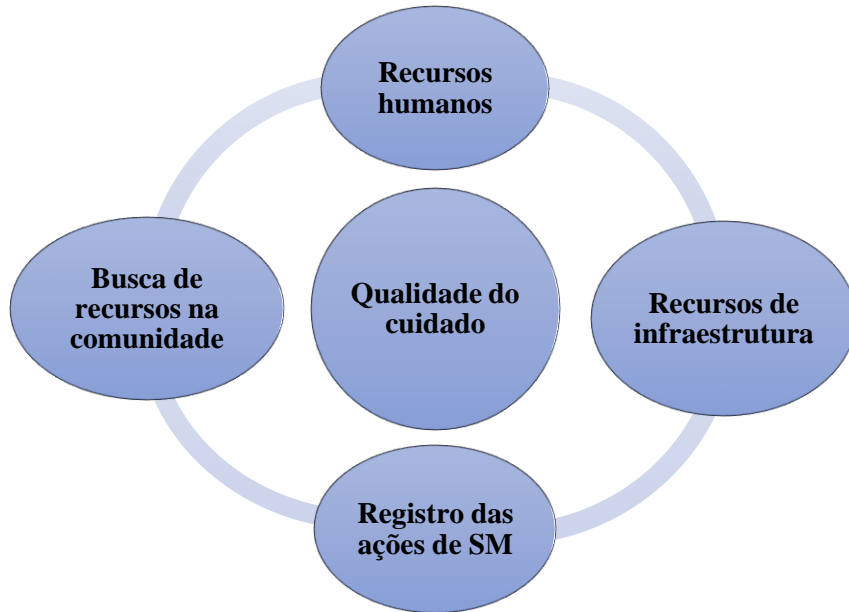 Recursos
humanos
Busca de
recursos na
comunidade
Qualidade do
cuidado
Recursos de
infraestrutura
Registro das
ações de SM